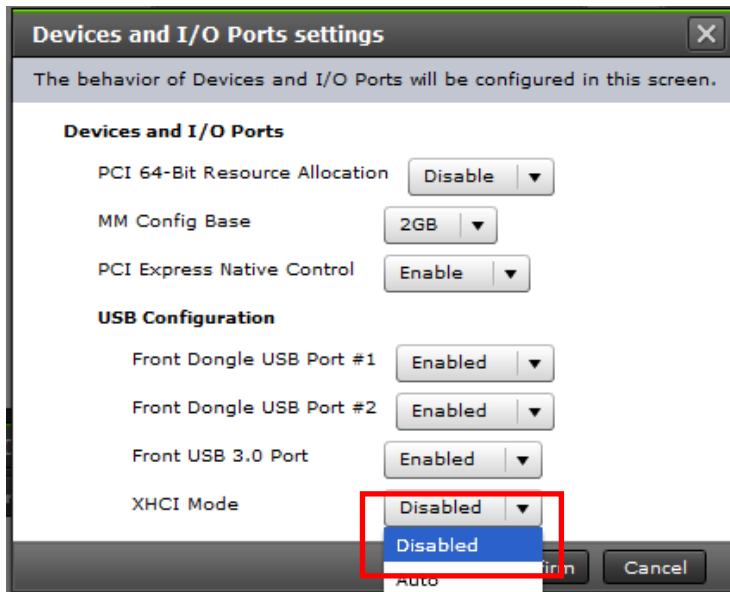 Devices and I/O Ports settings
The behavior of Devices and I/O Ports will be configured in this screen.
Devices and I/O Ports
PCI 64-Bit Resource Allocation Disable
MM Config Base 2GB
PCI Express Native Control Enable
USB Configuration
Front Dongle USB Port #1 Enabled
Front Dongle USB Port #2 Enabled
Front USB 3.0 Port Enabled
XHCI Mode Disabled
Disabled
Auto
Cancel